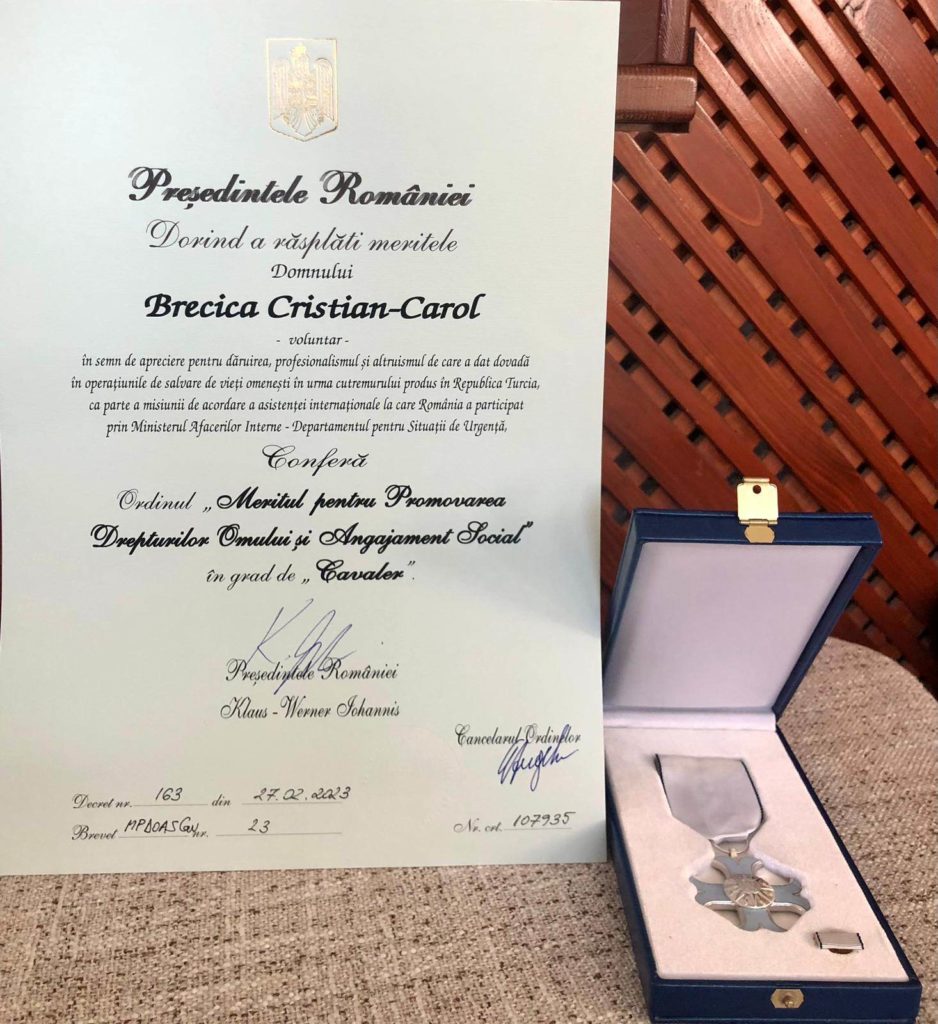 Președintele României
Dorind a răsplăti meritele
Domnului
Brecica Cristian-Carol
- voluntar -
în semn de apreciere pentru dăruirea, profesionalismul și altruismul de care a dat dovadă
în operațiunile de salvare de vieți omenești în urma cutremurului produs în Republica Turcia,
ca parte a misiunii de acordare a asistenței internaționale la care România a participat
prin Ministerul Afacerilor Interne - Departamentul pentru Situații de Urgență,
Conferă
Ordinul „Meritul pentru Promovarea
Drepturilor Omului și Angajament Social”
în grad de „Cavaler”.
Președintele României
Klaus - Werner Iohannis
Cancelarul Ordinelor
Decret nr. 163 din 27.02.2023
Brevet nr. 23
Nr. crt. 107935